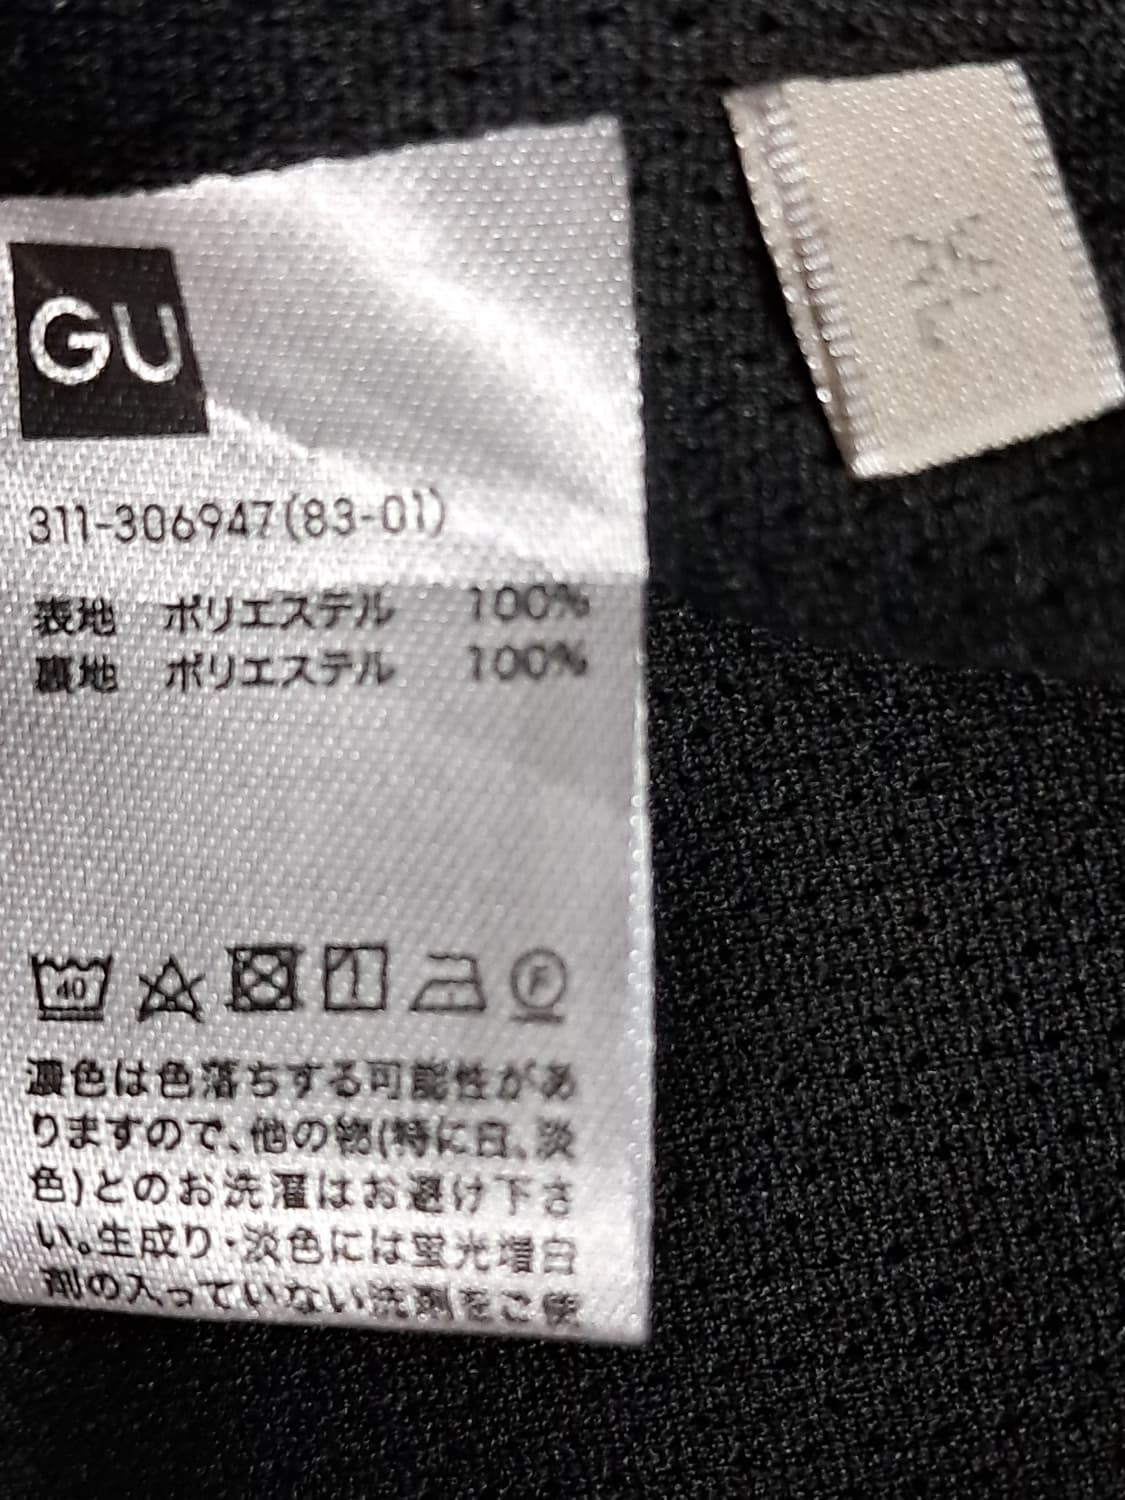 GU
311-306947(83-01)
表地 ポリエステル 100%
裏地 ポリエステル 100%
40
F
濃色は色落ちする可能性があ
りますので、他の物(特に白、淡
色)とのお洗濯はお避け下さ
い。生成り・淡色には蛍光増白
剤の入っていない洗剤をご使